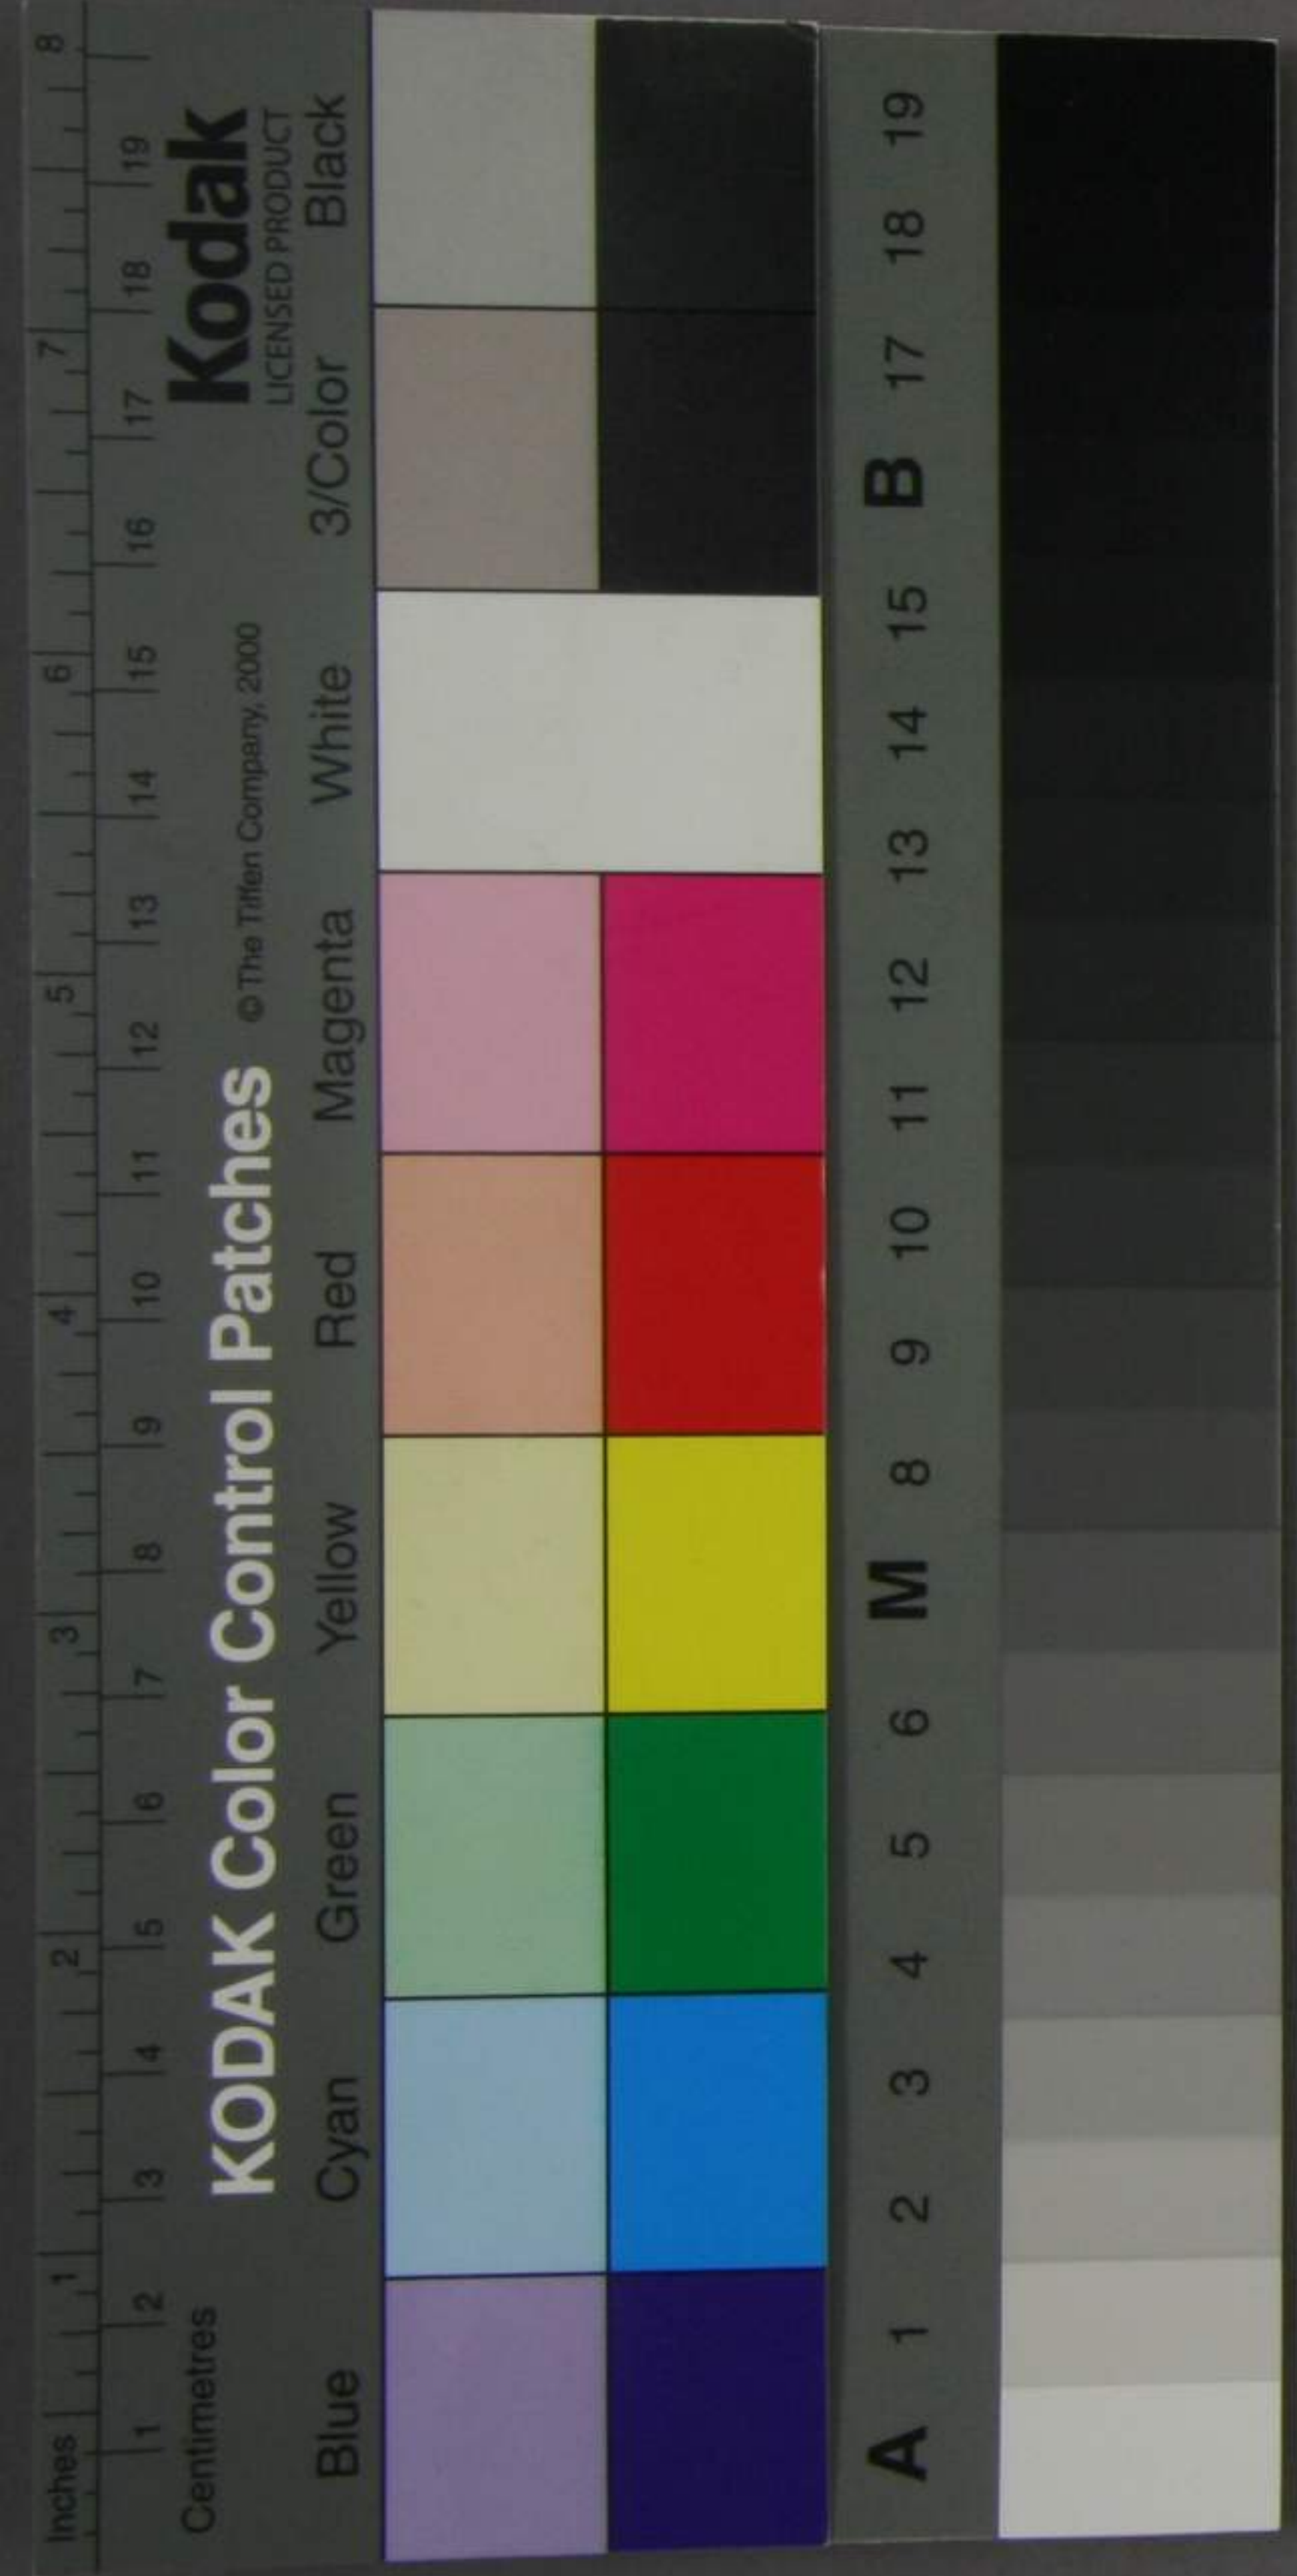 Inches 1 2 3 4 5 6 7 8
1 2 3 4 5 6 7 8 9 10 11 12 13 14 15 16 17 18 19
Centimetres
KODAK Color Control Patches © The Tiffen Company, 2000
Kodak
LICENSED PRODUCT
Blue Cyan Green Yellow Red Magenta White 3/Color Black
A 1 2 3 4 5 6 M 8 9 10 11 12 13 14 15 B 17 18 19